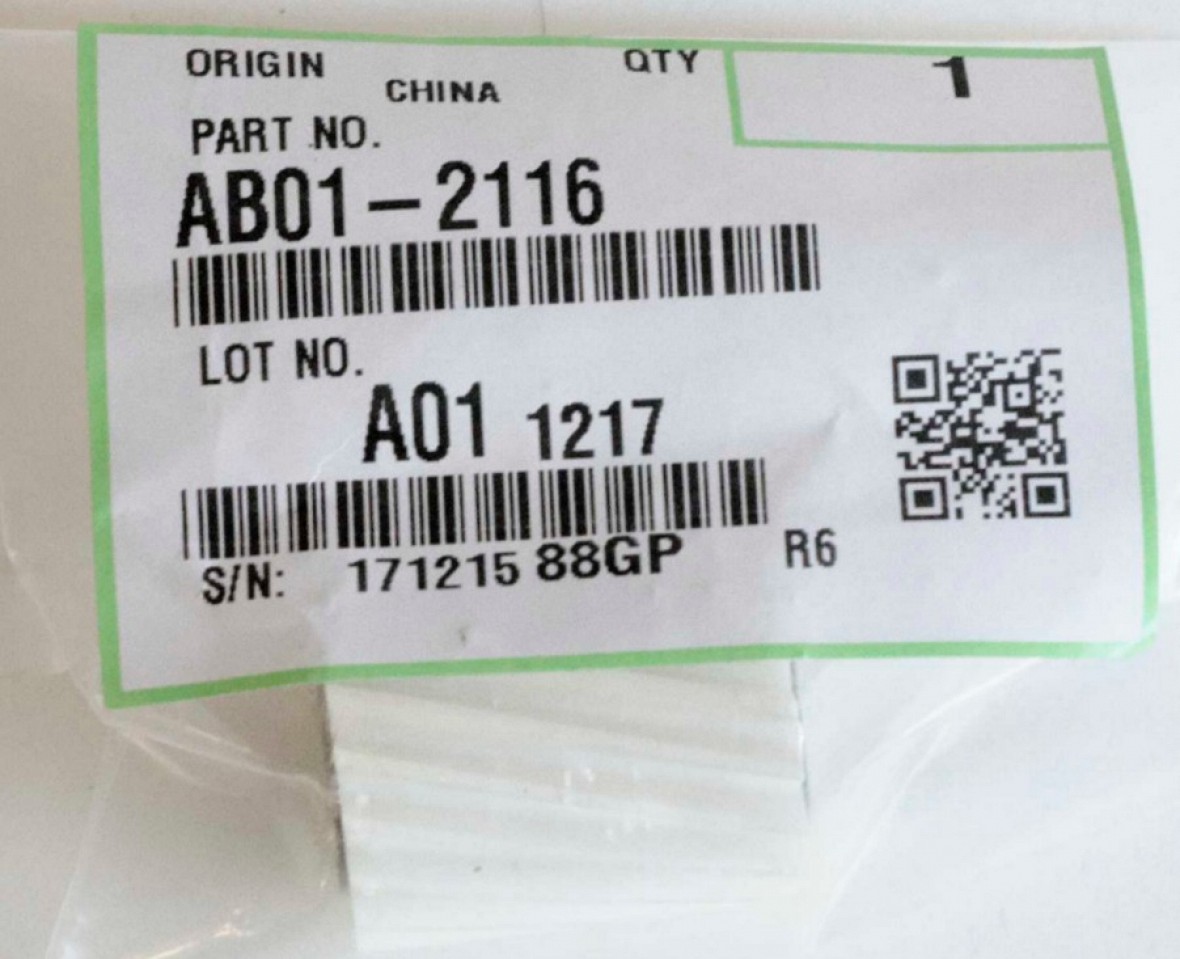 ORIGIN QTY 1
CHINA
PART NO.
AB01-2116
LOT NO.
A01 1217
S/N: 171215 88GP R6